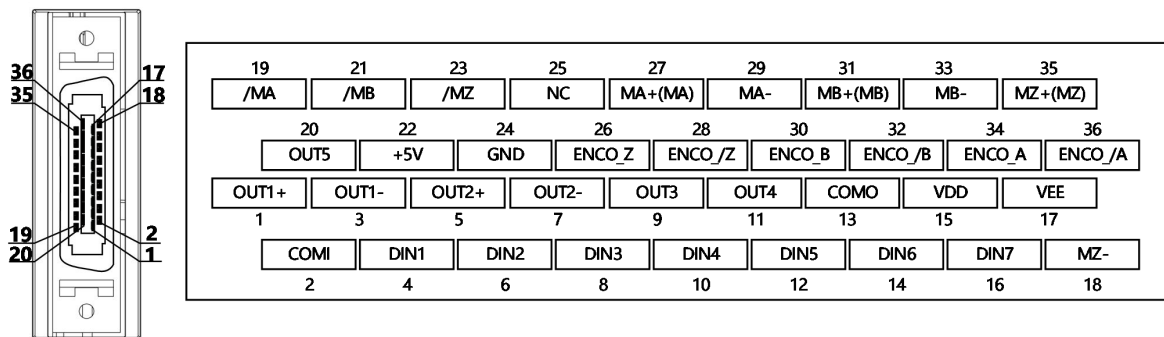 36 17
35 18
19 2
20 1
19 21 23 25 27 29 31 33 35
/MA /MB /MZ NC MA+(MA) MA- MB+(MB) MB- MZ+(MZ)
20 22 24 26 28 30 32 34 36
OUT5 +5V GND ENCO_Z ENCO_/Z ENCO_B ENCO_/B ENCO_A ENCO_/A
OUT1+ OUT1- OUT2+ OUT2- OUT3 OUT4 COMO VDD VEE
1 3 5 7 9 11 13 15 17
COMI DIN1 DIN2 DIN3 DIN4 DIN5 DIN6 DIN7 MZ-
2 4 6 8 10 12 14 16 18